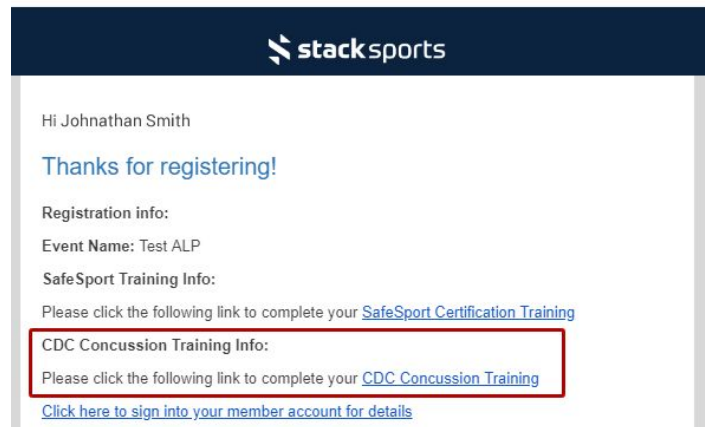 stacksports
Hi Johnathan Smith
Thanks for registering!
Registration info:
Event Name: Test ALP
SafeSport Training Info:
Please click the following link to complete your SafeSport Certification Training
CDC Concussion Training Info:
Please click the following link to complete your CDC Concussion Training
Click here to sign into your member account for details